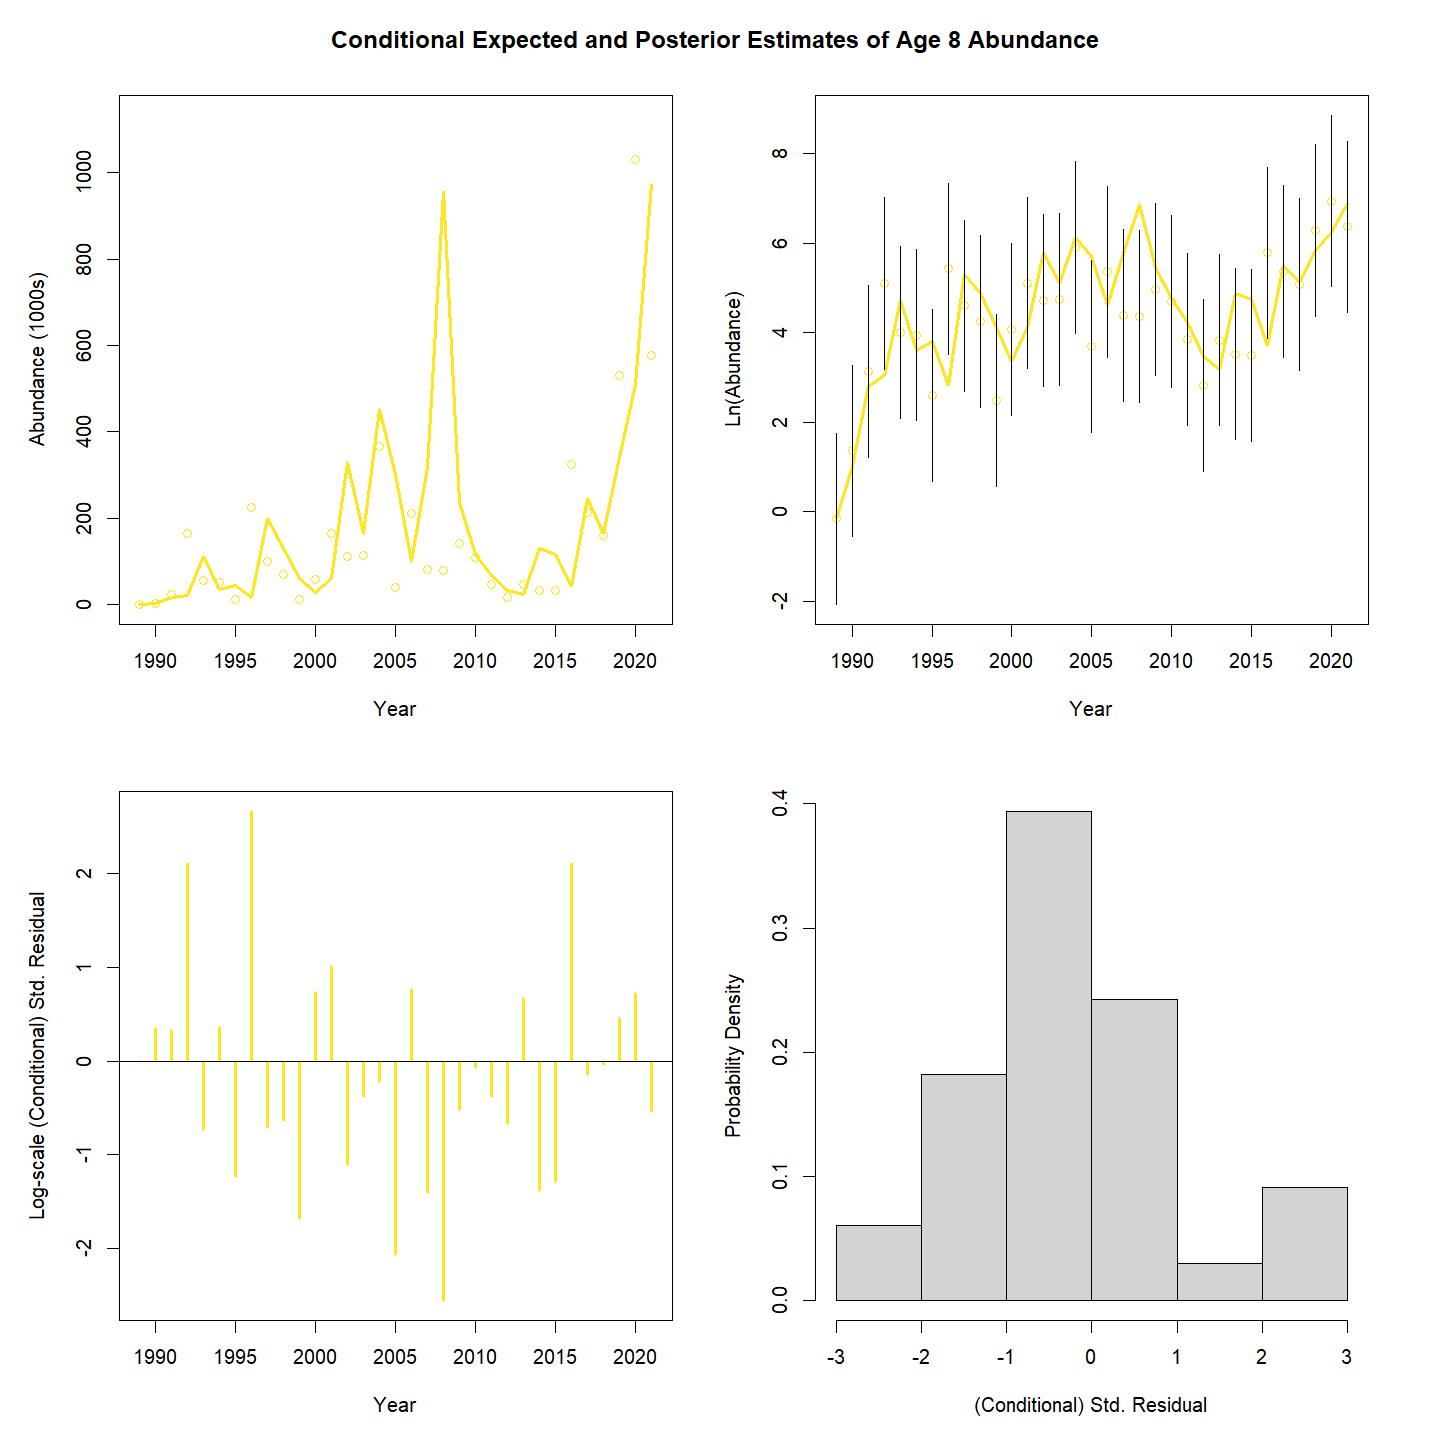 Conditional Expected and Posterior Estimates of Age 8 Abundance
Abundance (1000s)
0 200 400 600 800 1000
1990 1995 2000 2005 2010 2015 2020
Year
Ln(Abundance)
-2 0 2 4 6 8
1990 1995 2000 2005 2010 2015 2020
Year
Log-scale (Conditional) Std. Residual
-2 -1 0 1 2
1990 1995 2000 2005 2010 2015 2020
Year
Probability Density
0.0 0.1 0.2 0.3 0.4
-3 -2 -1 0 1 2 3
(Conditional) Std. Residual